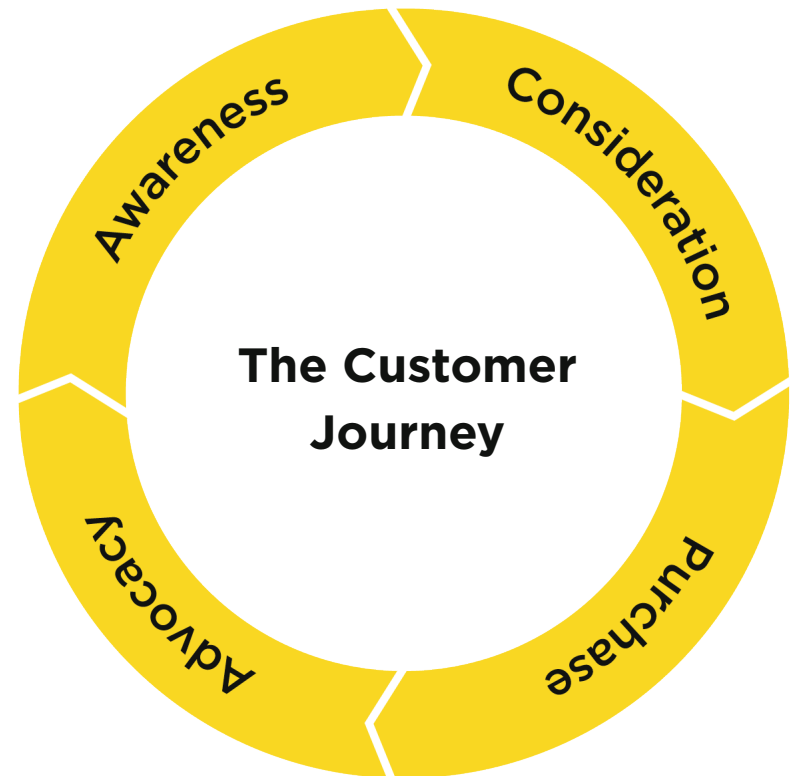 Awareness
Consideration
Purchase
Advocacy
The Customer
Journey